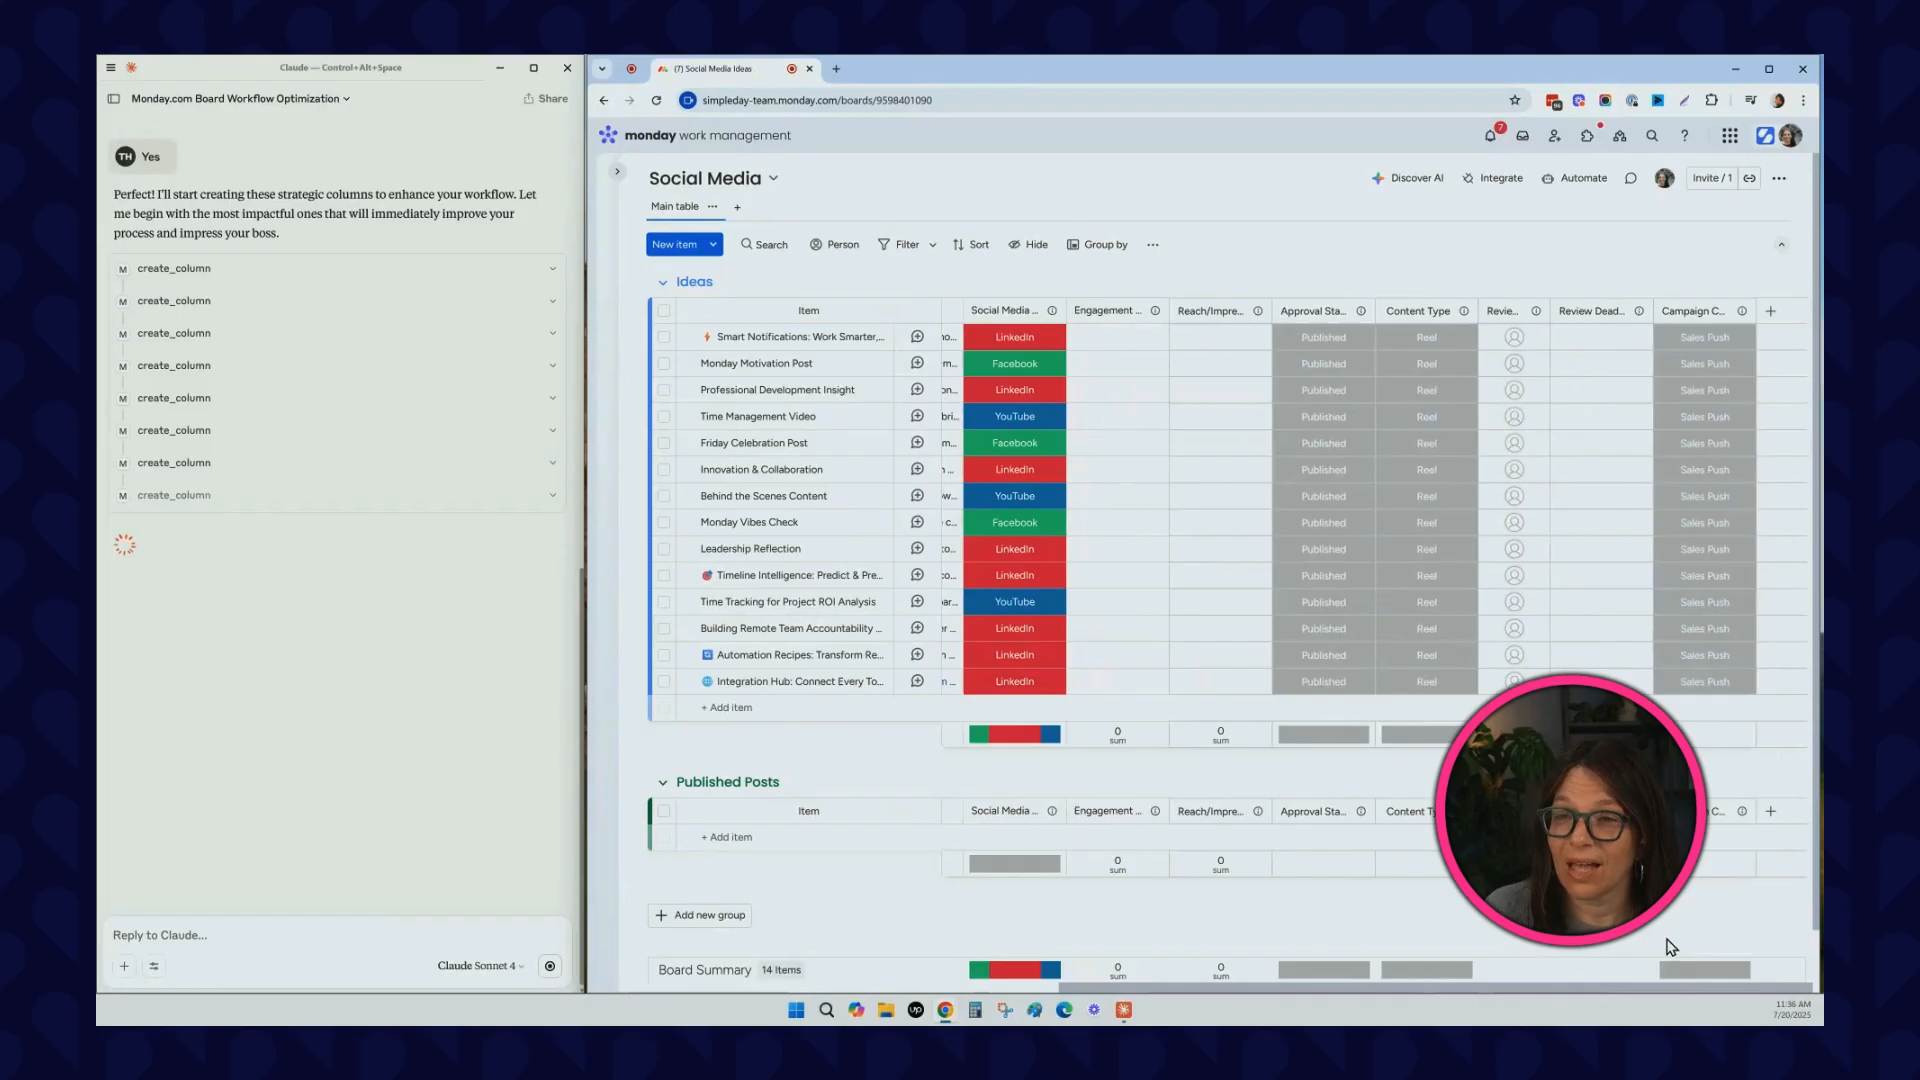 Claude — Control+Alt+Space
Monday.com Board Workflow Optimization
Share
TH Yes
Perfect! I'll start creating these strategic columns to enhance your workflow. Let
me begin with the most impactful ones that will immediately improve your
process and impress your boss.
M create_column
M create_column
M create_column
M create_column
M create_column
M create_column
M create_column
M create_column
Reply to Claude...
Claude Sonnet 4
(7) Social Media Ideas
simpleday-team.monday.com/boards/9598401090
monday work management
7
Social Media
Discover AI Integrate Automate Invite / 1
Main table
New item Search Person Filter Sort Hide Group by
Ideas
Item Social Media ... Engagement ... Reach/Impre... Approval Sta... Content Type Revie... Review Dead... Campaign C...
Smart Notifications: Work Smarter,... LinkedIn Published Reel Sales Push
Monday Motivation Post Facebook Published Reel Sales Push
Professional Development Insight LinkedIn Published Reel Sales Push
Time Management Video YouTube Published Reel Sales Push
Friday Celebration Post Facebook Published Reel Sales Push
Innovation & Collaboration LinkedIn Published Reel Sales Push
Behind the Scenes Content YouTube Published Reel Sales Push
Monday Vibes Check Facebook Published Reel Sales Push
Leadership Reflection LinkedIn Published Reel Sales Push
Timeline Intelligence: Predict & Pre... LinkedIn Published Reel Sales Push
Time Tracking for Project ROI Analysis YouTube Published Reel Sales Push
Building Remote Team Accountability ... LinkedIn Published Reel Sales Push
Automation Recipes: Transform Re... LinkedIn Published Reel Sales Push
Integration Hub: Connect Every To... LinkedIn Published Reel Sales Push
+ Add item
0 0
sum sum
Published Posts
Item Social Media ... Engagement ... Reach/Impre... Approval Sta... Content Ty C...
+ Add item
0 0
sum sum
+ Add new group
Board Summary 14 Items 0 0
sum sum
11:36 AM
7/20/2025